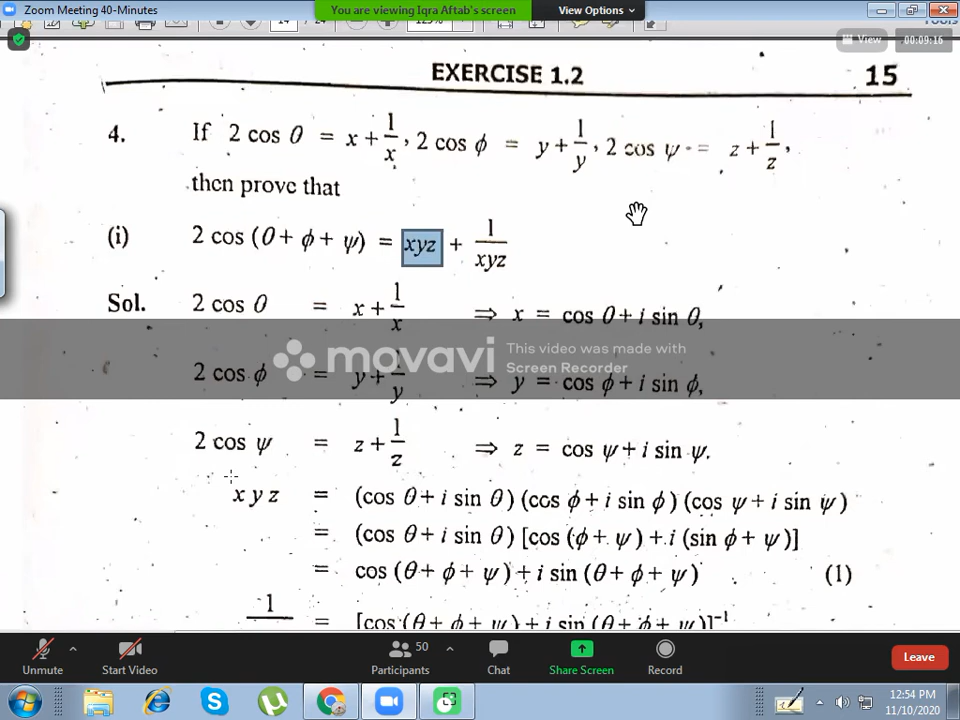 Zoom Meeting 40-Minutes
You are viewing Iqra Aftab's screen
View Options
View
00:09:16
EXERCISE 1.2 15
4. If 2 cos θ = x + 1/x, 2 cos ϕ = y + 1/y, 2 cos ψ = z + 1/z,
then prove that
(i) 2 cos (θ + ϕ + ψ) = xyz + 1/xyz
Sol. 2 cos θ = x + 1/x ⇒ x = cos θ + i sin θ,
This video was made with
movavi Screen Recorder
2 cos ϕ = y + 1/y ⇒ y = cos ϕ + i sin ϕ,
2 cos ψ = z + 1/z ⇒ z = cos ψ + i sin ψ.
x y z = (cos θ + i sin θ) (cos ϕ + i sin ϕ) (cos ψ + i sin ψ)
= (cos θ + i sin θ) [cos (ϕ + ψ) + i (sin ϕ + ψ)]
= cos (θ + ϕ + ψ) + i sin (θ + ϕ + ψ) (1)
1 = [cos (θ + ϕ + ψ) + i sin (θ + ϕ + ψ)]⁻¹
Unmute
Start Video
50
Participants
Chat
Share Screen
Record
Leave
12:54 PM
11/10/2020